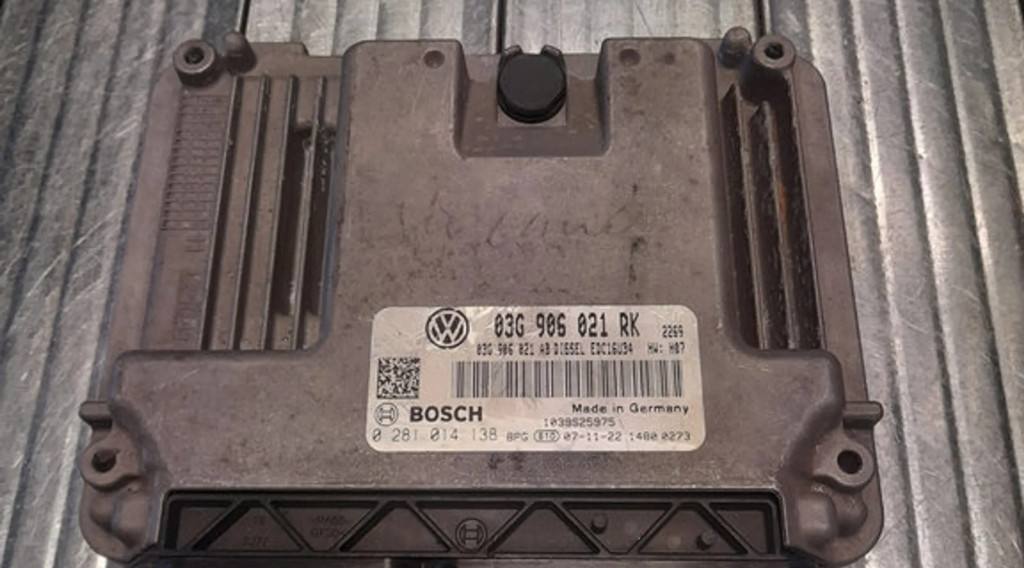 03G 906 021 RK 2269
03G 906 021 AB DIESEL EDC16U34 HW: H07
BOSCH
Made in Germany
1039S25975
0 281 014 138 BPG 810 07-11-22 1480 0273